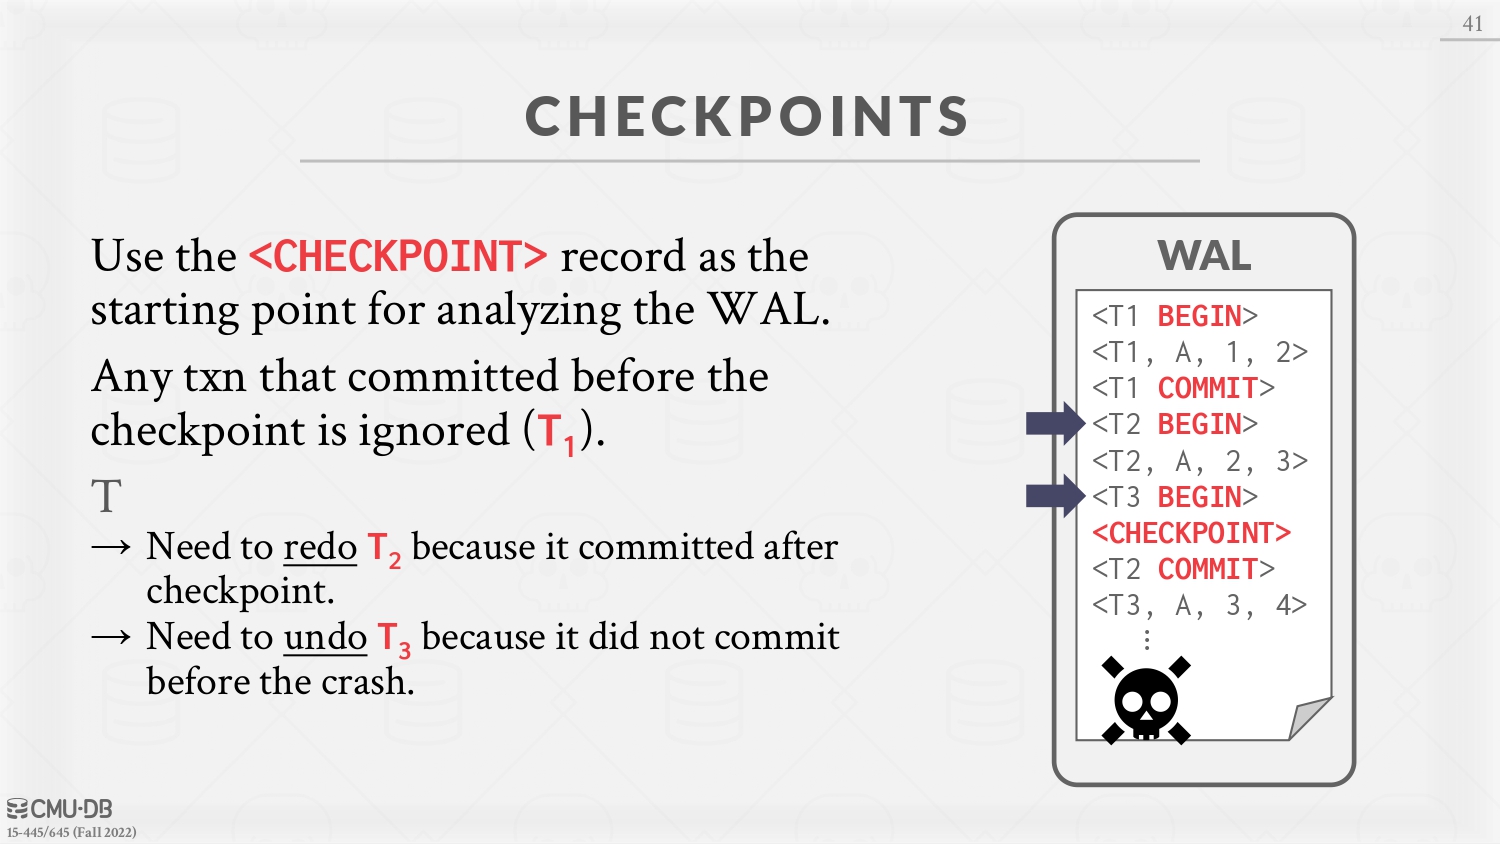 41
CHECKPOINTS
Use the <CHECKPOINT> record as the
starting point for analyzing the WAL.
Any txn that committed before the
checkpoint is ignored (T1).
T
→ Need to redo T2 because it committed after
checkpoint.
→ Need to undo T3 because it did not commit
before the crash.
WAL
<T1 BEGIN>
<T1, A, 1, 2>
<T1 COMMIT>
<T2 BEGIN>
<T2, A, 2, 3>
<T3 BEGIN>
<CHECKPOINT>
<T2 COMMIT>
<T3, A, 3, 4>
⋮
CMU·DB
15-445/645 (Fall 2022)